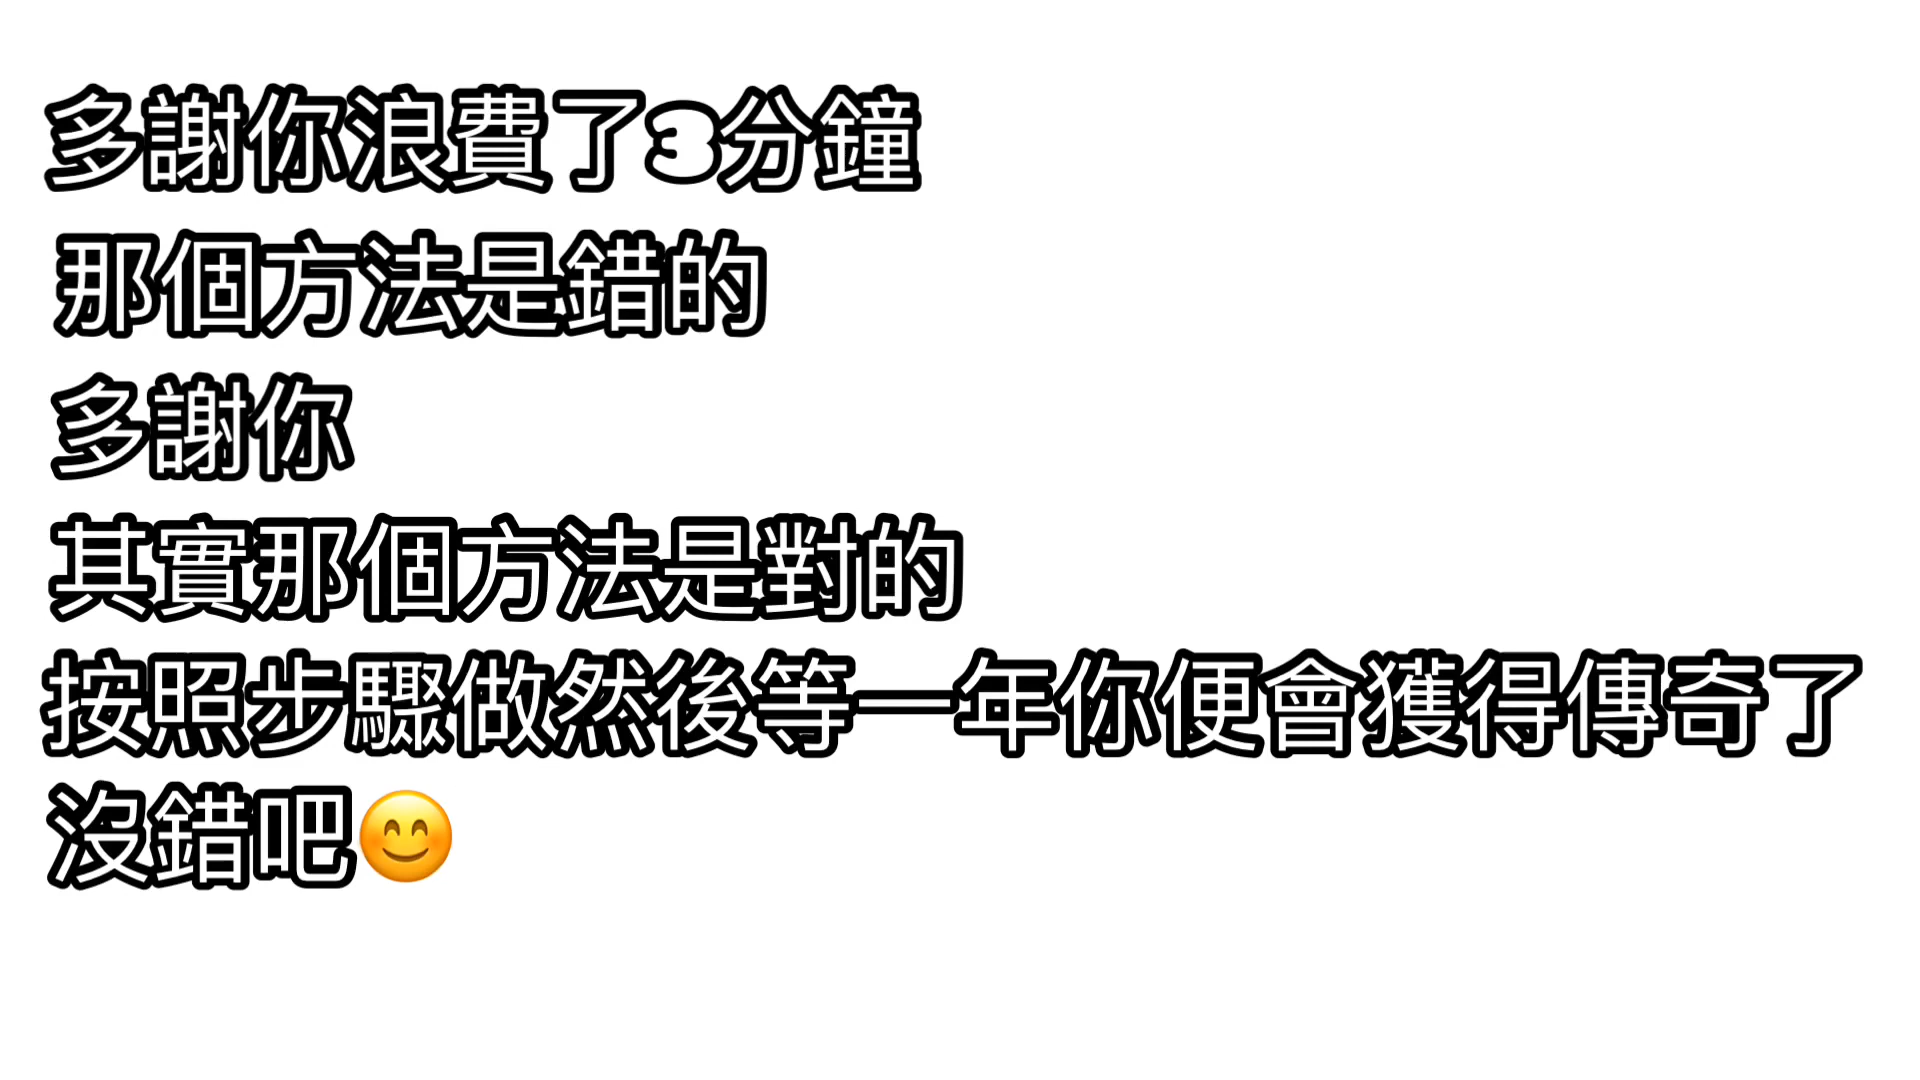 多謝你浪費了3分鐘
那個方法是錯的
多謝你
其實那個方法是對的
按照步驟做然後等一年你便會獲得傳奇了
沒錯吧😊